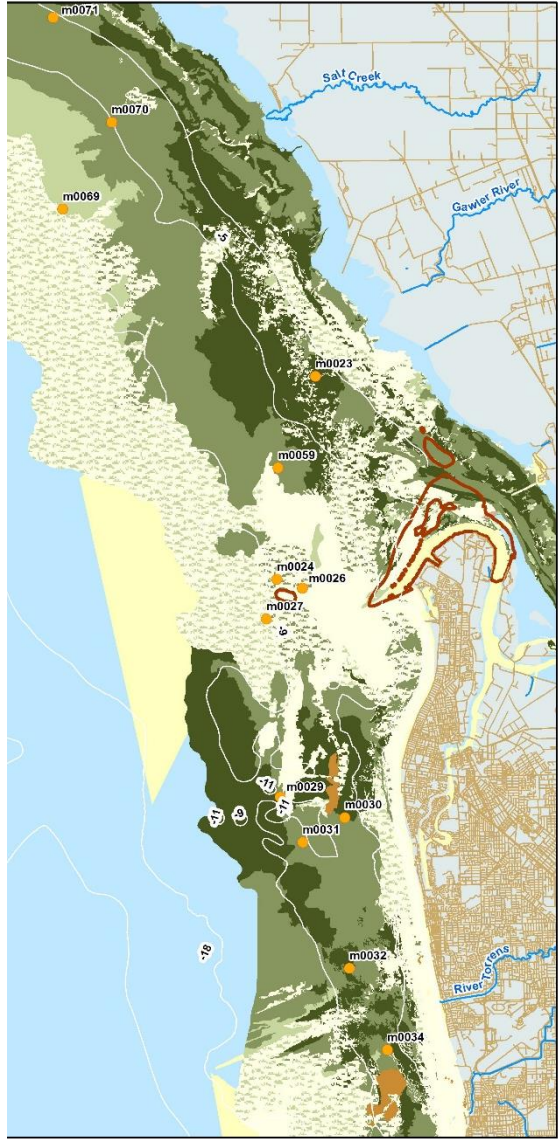 m0071
Salt Creek
m0070
Gawler River
m0069
-5
m0023
m0059
m0024
m0026
m0027
-6
-11
m0029
-11
-11
-9
m0030
m0031
-18
m0032
River Torrens
m0034